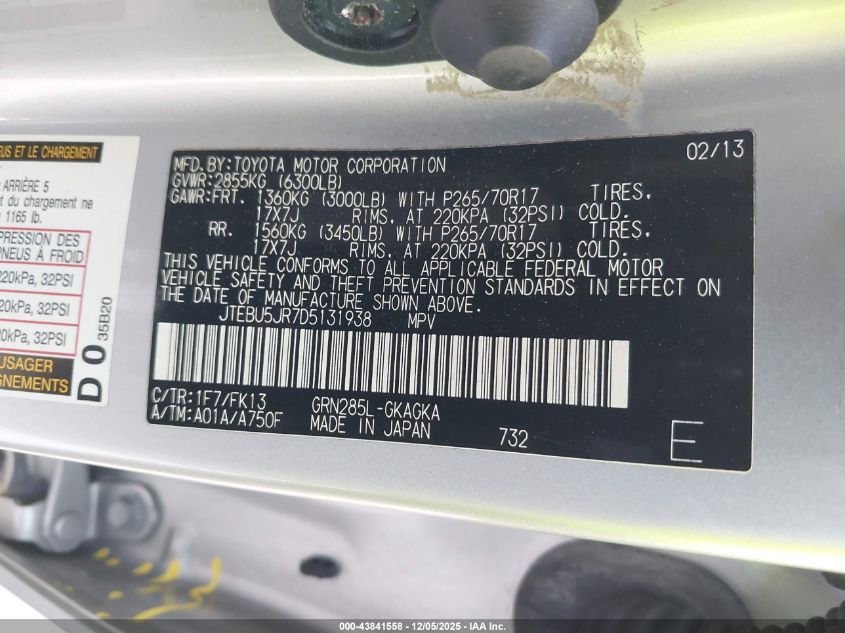 US ET LE CHARGEMENT
ARRIÈRE 5
t du chargement ne
1165 lb.
PRESSION DES
PNEUS À FROID
220kPa, 32PSI
20kPa, 32PSI
20kPa, 32PSI
USAGER
GNEMENTS
D 0 35B20
02/13
MFD. BY:TOYOTA MOTOR CORPORATION
GVWR:2855KG (6300LB)
GAWR:FRT. 1360KG (3000LB) WITH P265/70R17 TIRES,
17X7J RIMS, AT 220KPA (32PSI) COLD.
RR. 1560KG (3450LB) WITH P265/70R17 TIRES,
17X7J RIMS, AT 220KPA (32PSI) COLD.
THIS VEHICLE CONFORMS TO ALL APPLICABLE FEDERAL MOTOR
VEHICLE SAFETY AND THEFT PREVENTION STANDARDS IN EFFECT ON
THE DATE OF MANUFACTURE SHOWN ABOVE.
JTEBU5JR7D5131938 MPV
C/TR:1F7/FK13 GRN285L-GKAGKA
A/TM:A01A/A750F MADE IN JAPAN 732
E
000-43841558 - 12/05/2025 - IAA Inc.